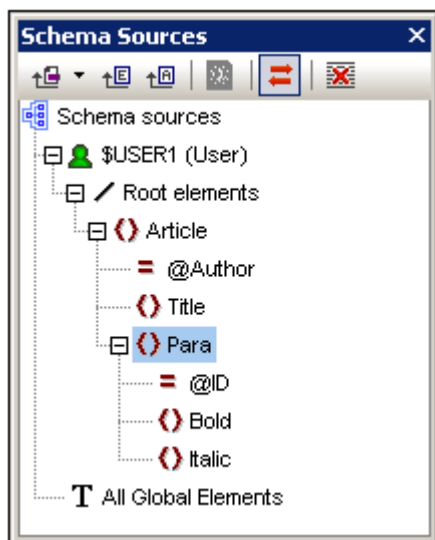 Schema Sources
Schema sources
$USER1 (User)
Root elements
Article
@Author
Title
Para
@ID
Bold
Italic
T All Global Elements